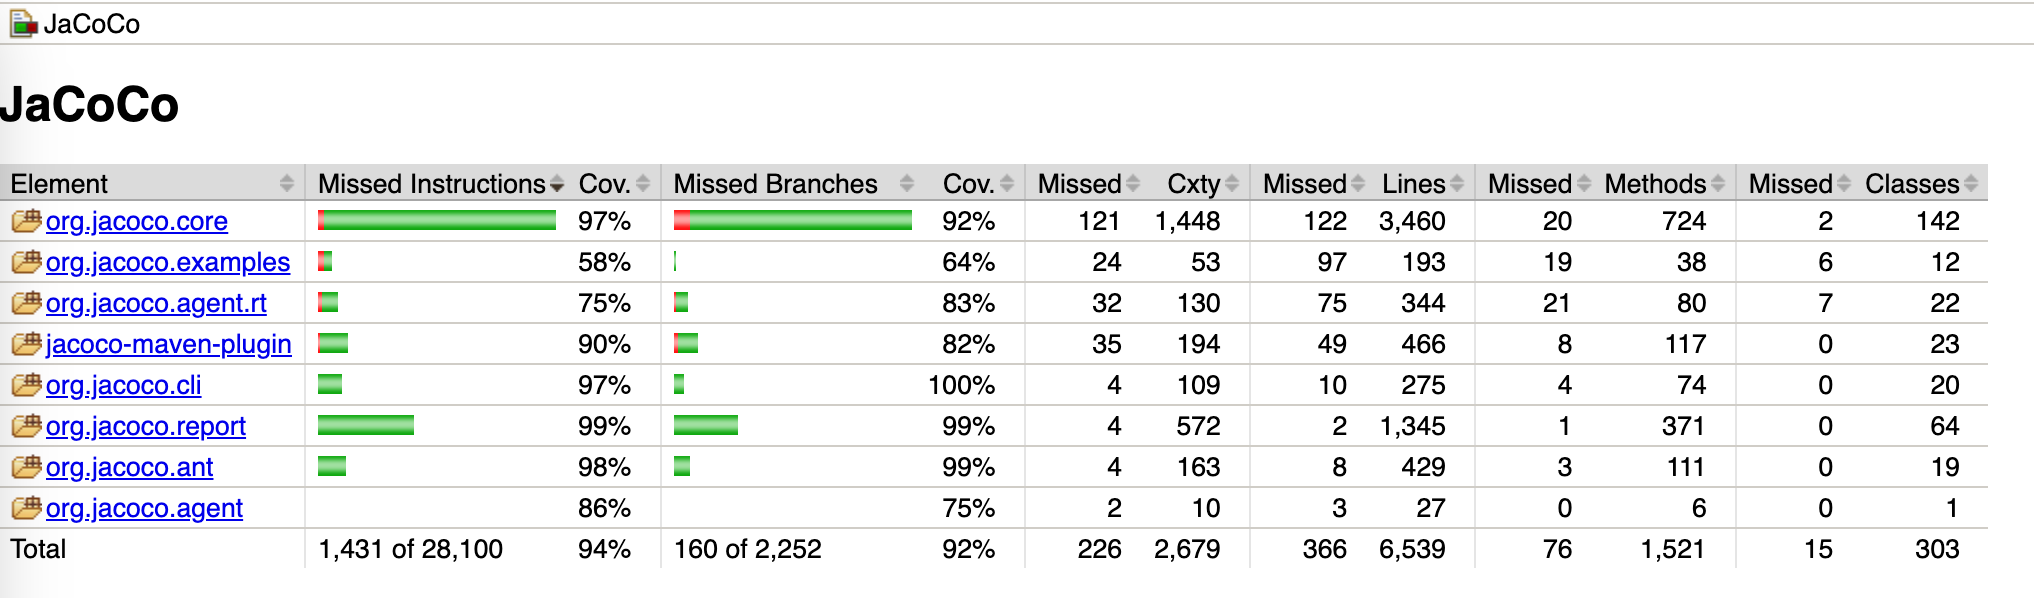 JaCoCo
JaCoCo
Element Missed Instructions Cov. Missed Branches Cov. Missed Cxty Missed Lines Missed Methods Missed Classes
org.jacoco.core 97% 92% 121 1,448 122 3,460 20 724 2 142
org.jacoco.examples 58% 64% 24 53 97 193 19 38 6 12
org.jacoco.agent.rt 75% 83% 32 130 75 344 21 80 7 22
jacoco-maven-plugin 90% 82% 35 194 49 466 8 117 0 23
org.jacoco.cli 97% 100% 4 109 10 275 4 74 0 20
org.jacoco.report 99% 99% 4 572 2 1,345 1 371 0 64
org.jacoco.ant 98% 99% 4 163 8 429 3 111 0 19
org.jacoco.agent 86% 75% 2 10 3 27 0 6 0 1
Total 1,431 of 28,100 94% 160 of 2,252 92% 226 2,679 366 6,539 76 1,521 15 303